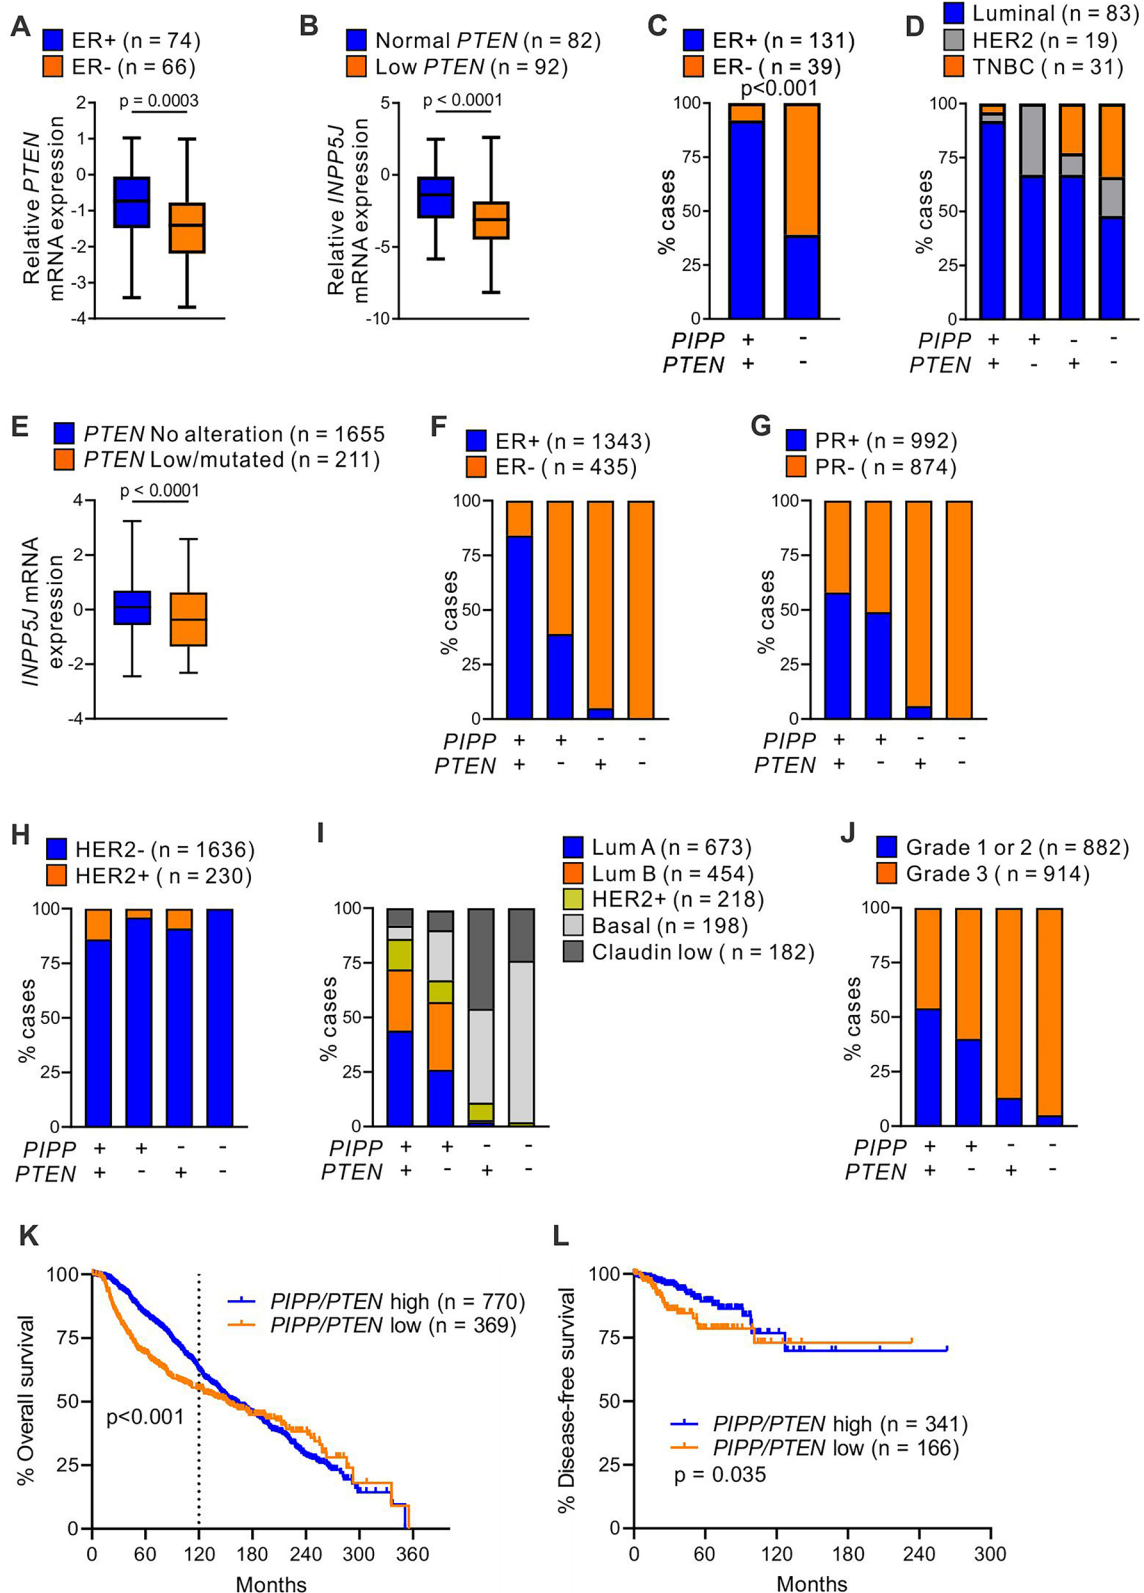 A
ER+ (n = 74)
ER- (n = 66)
p = 0.0003
Relative PTEN
mRNA expression
2
1
0
-1
-2
-3
-4
B
Normal PTEN (n = 82)
Low PTEN (n = 92)
p < 0.0001
Relative INPP5J
mRNA expression
5
0
-5
-10
C
ER+ (n = 131)
ER- ( n = 39)
p<0.001
% cases
100
75
50
25
0
PIPP + -
PTEN + -
D
Luminal (n = 83)
HER2 (n = 19)
TNBC ( n = 31)
% cases
100
75
50
25
0
PIPP + + - -
PTEN + - + -
E
PTEN No alteration (n = 1655
PTEN Low/mutated (n = 211)
p < 0.0001
INPP5J mRNA
expression
4
2
0
-2
-4
F
ER+ (n = 1343)
ER- (n = 435)
% cases
100
75
50
25
0
PIPP + + - -
PTEN + - + -
G
PR+ (n = 992)
PR- (n = 874)
% cases
100
75
50
25
0
PIPP + + - -
PTEN + - + -
H
HER2- (n = 1636)
HER2+ ( n = 230)
% cases
100
75
50
25
0
PIPP + + - -
PTEN + - + -
I
Lum A (n = 673)
Lum B (n = 454)
HER2+ (n = 218)
Basal (n = 198)
Claudin low ( n = 182)
% cases
100
75
50
25
0
PIPP + + - -
PTEN + - + -
J
Grade 1 or 2 (n = 882)
Grade 3 ( n = 914)
% cases
100
75
50
25
0
PIPP + + - -
PTEN + - + -
K
PIPP/PTEN high (n = 770)
PIPP/PTEN low (n = 369)
p<0.001
% Overall survival
100
75
50
25
0
0 60 120 180 240 300 360
Months
L
PIPP/PTEN high (n = 341)
PIPP/PTEN low (n = 166)
p = 0.035
% Disease-free survival
100
75
50
25
0
0 60 120 180 240 300
Months